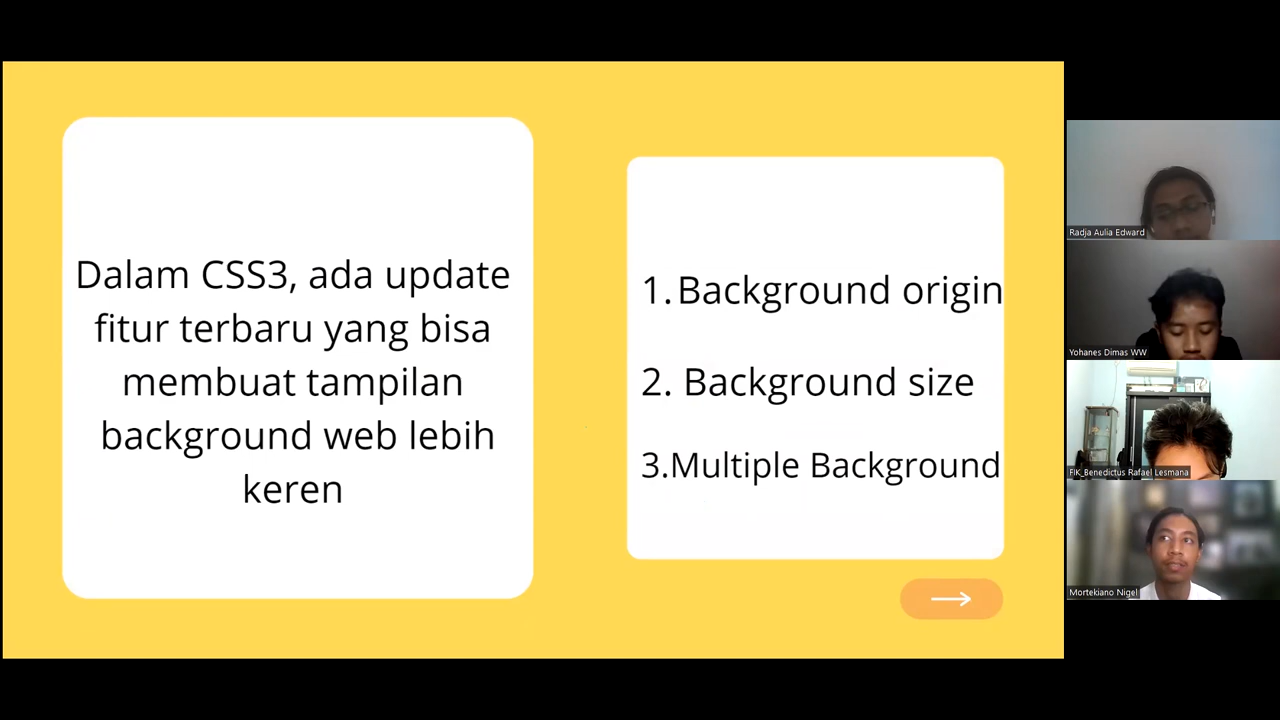 Dalam CSS3, ada update
fitur terbaru yang bisa
membuat tampilan
background web lebih
keren
1. Background origin
2. Background size
3.Multiple Background
Radja Aulia Edward
Yohanes Dimas WW
FIK_Benedictus Rafael Lesmana
Mortekiano Nigel